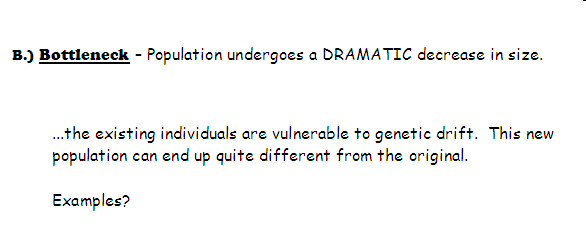 B.) Bottleneck - Population undergoes a DRAMATIC decrease in size.
...the existing individuals are vulnerable to genetic drift. This new
population can end up quite different from the original.
Examples?